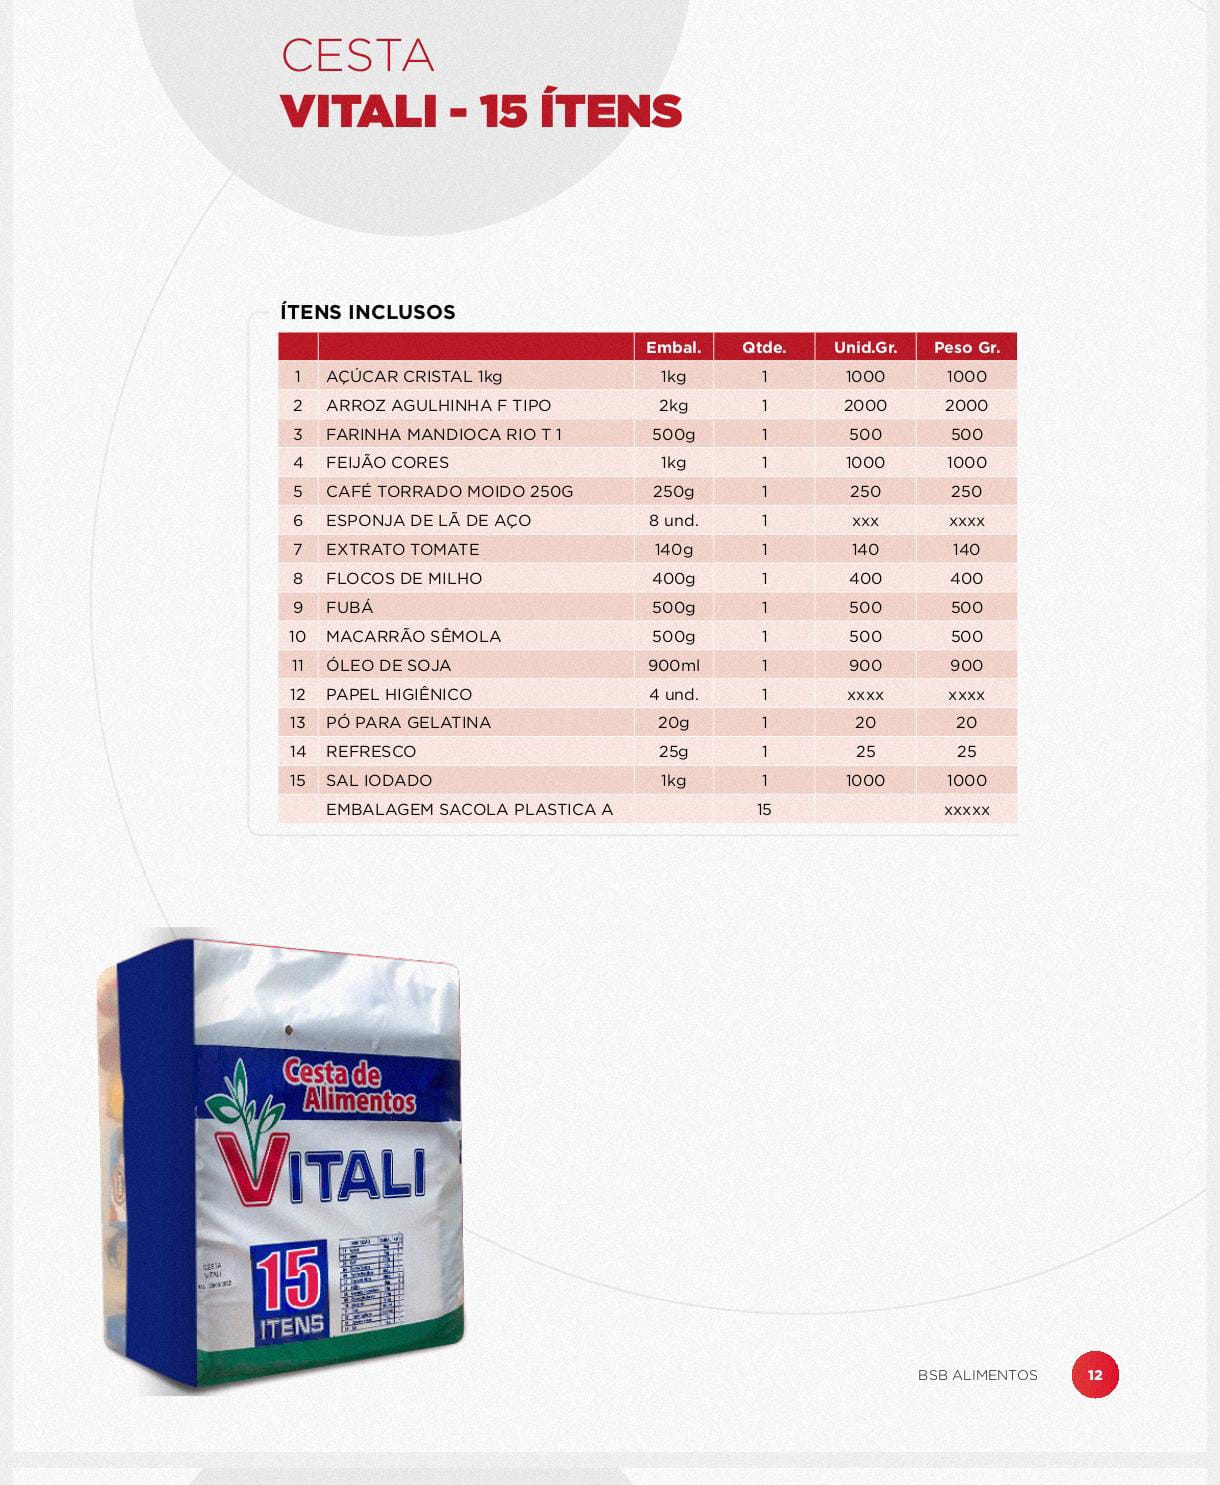 CESTA
VITALI - 15 ÍTENS
ÍTENS INCLUSOS
Embal. Qtde. Unid.Gr. Peso Gr.
1 AÇÚCAR CRISTAL 1kg 1kg 1 1000 1000
2 ARROZ AGULHINHA F TIPO 2kg 1 2000 2000
3 FARINHA MANDIOCA RIO T 1 500g 1 500 500
4 FEIJÃO CORES 1kg 1 1000 1000
5 CAFÉ TORRADO MOIDO 250G 250g 1 250 250
6 ESPONJA DE LÃ DE AÇO 8 und. 1 xxx xxxx
7 EXTRATO TOMATE 140g 1 140 140
8 FLOCOS DE MILHO 400g 1 400 400
9 FUBÁ 500g 1 500 500
10 MACARRÃO SÊMOLA 500g 1 500 500
11 ÓLEO DE SOJA 900ml 1 900 900
12 PAPEL HIGIÊNICO 4 und. 1 xxxx xxxx
13 PÓ PARA GELATINA 20g 1 20 20
14 REFRESCO 25g 1 25 25
15 SAL IODADO 1kg 1 1000 1000
EMBALAGEM SACOLA PLASTICA A 15 xxxxx
Cesta de
Alimentos
VITALI
CESTA
VITALI
15
ITENS
BSB ALIMENTOS 12